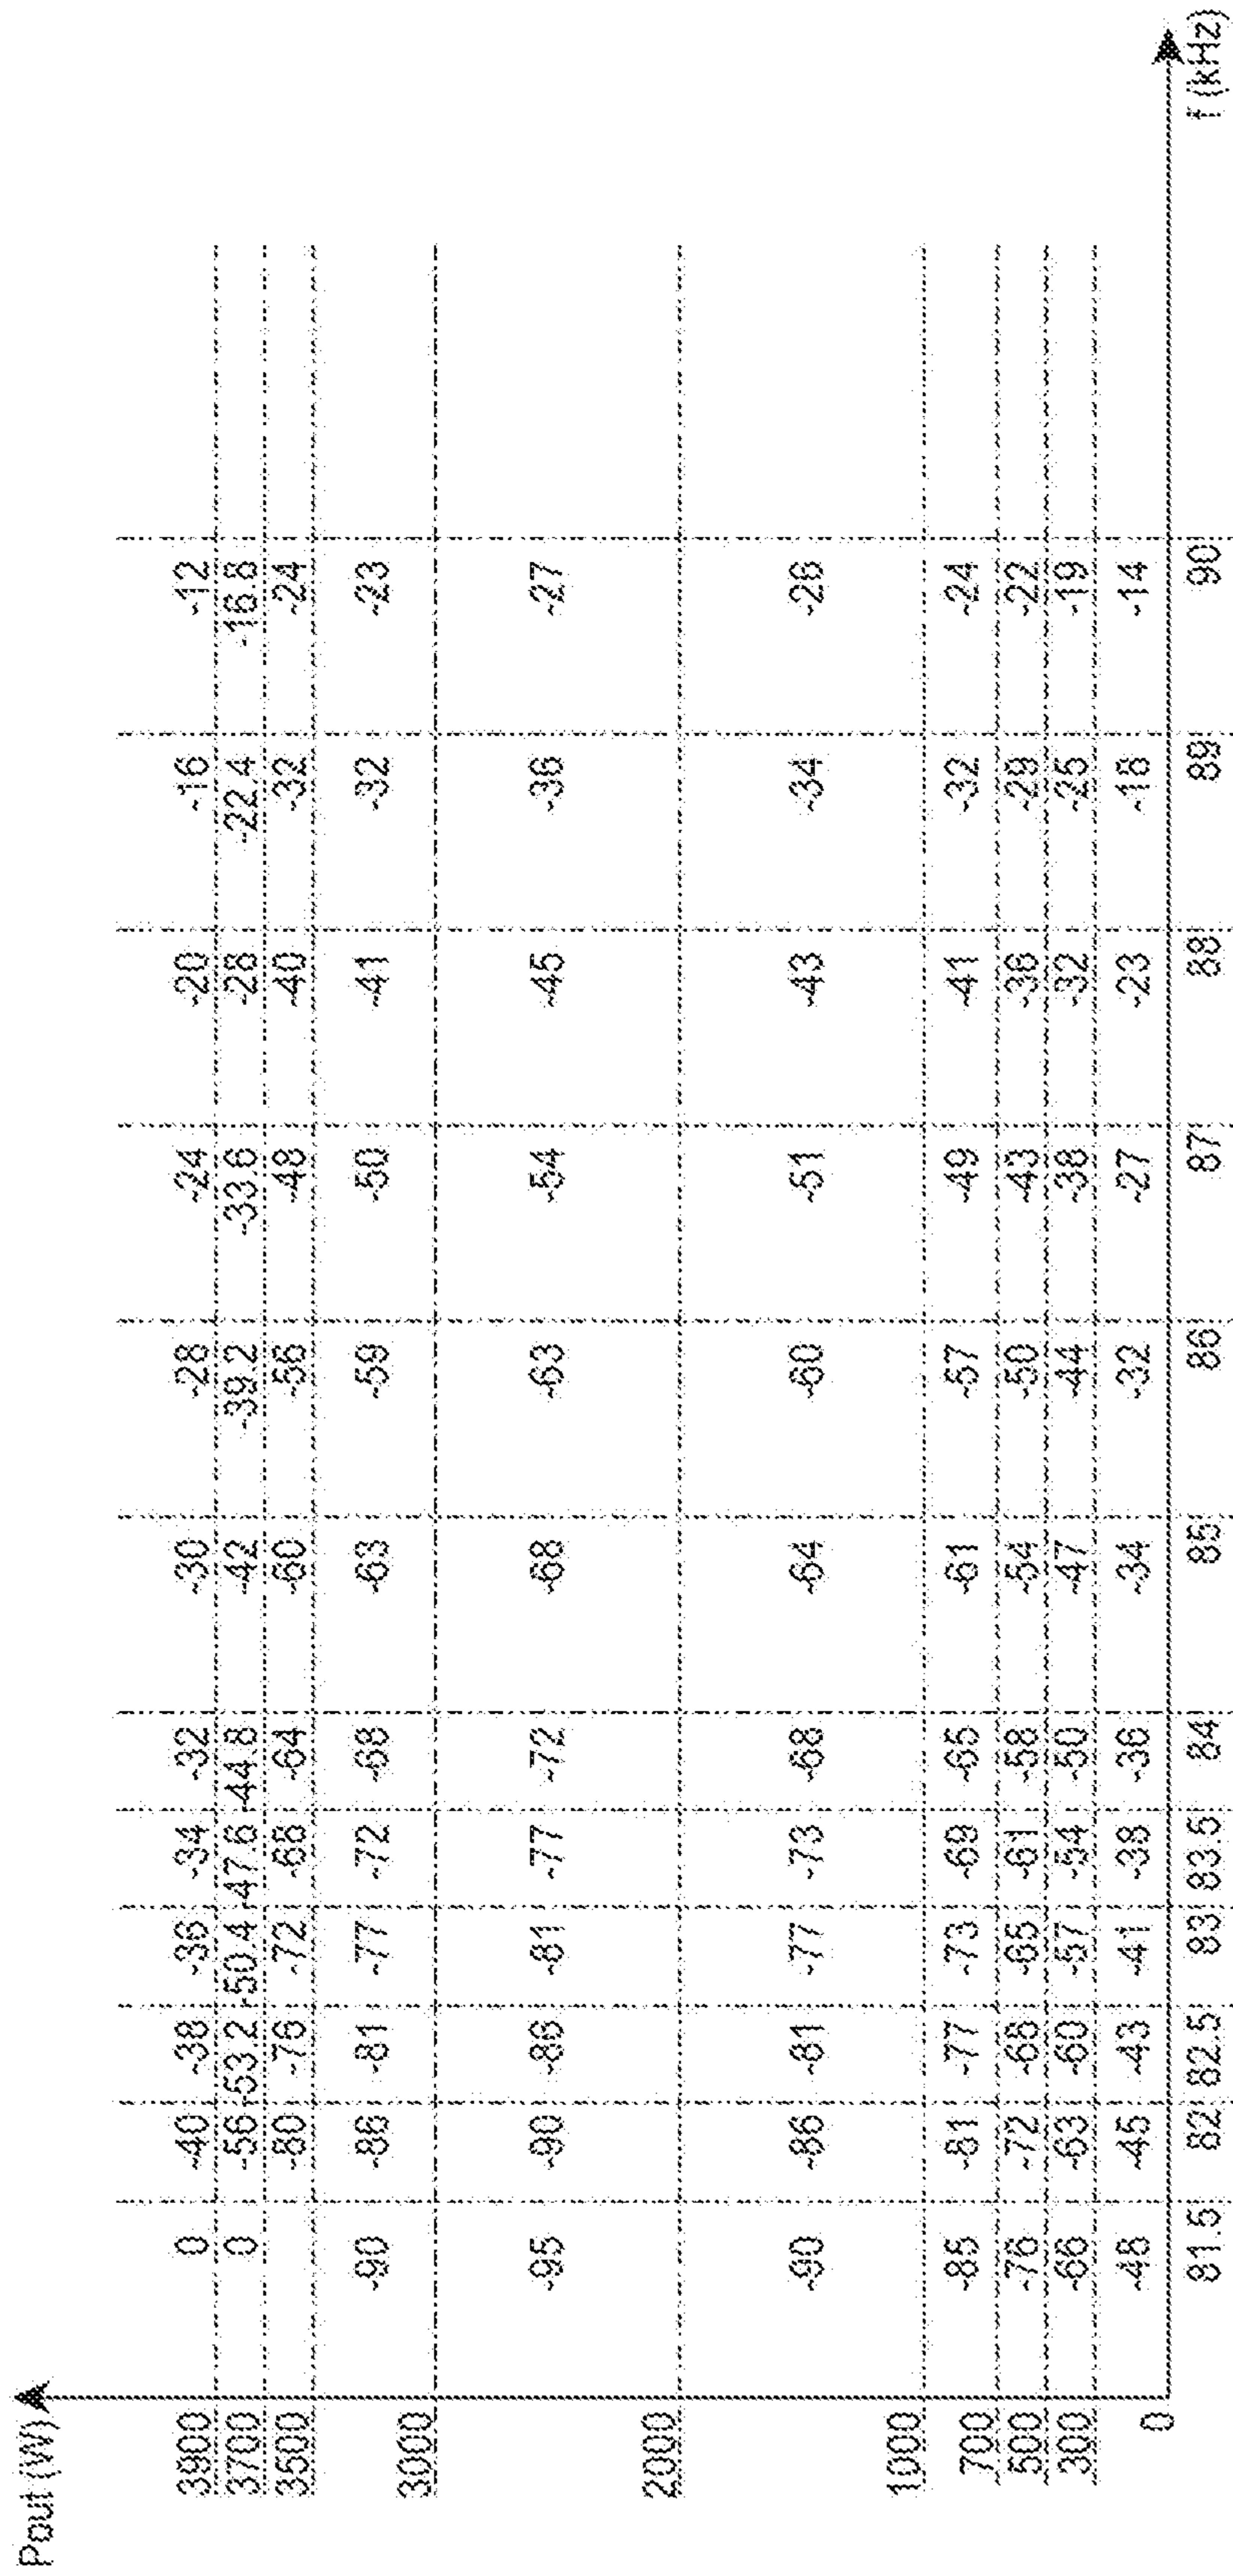 Pout (W)
0 -40 -38 -36 -34 -32 -30 -28 -24 -20 -16 -12
3900
0 -56 -53.2 -50.4 -47.6 -44.8 -42 -39.2 -33.6 -28 -22.4 -16.8
3700
-80 -76 -72 -68 -64 -60 -56 -48 -40 -32 -24
3500
-90 -86 -81 -77 -72 -68 -63 -59 -50 -41 -32 -23
3000
-95 -90 -86 -81 -77 -72 -68 -63 -54 -45 -36 -27
2000
-90 -86 -81 -77 -73 -68 -64 -60 -51 -43 -34 -26
1000
-85 -81 -77 -73 -69 -65 -61 -57 -49 -41 -32 -24
700
-76 -72 -68 -65 -61 -58 -54 -50 -43 -36 -29 -22
500
-66 -63 -60 -57 -54 -50 -47 -44 -38 -32 -25 -19
300
-48 -45 -43 -41 -38 -36 -34 -32 -27 -23 -18 -14
0
81.5 82 82.5 83 83.5 84 85 86 87 88 89 90
f (kHz)